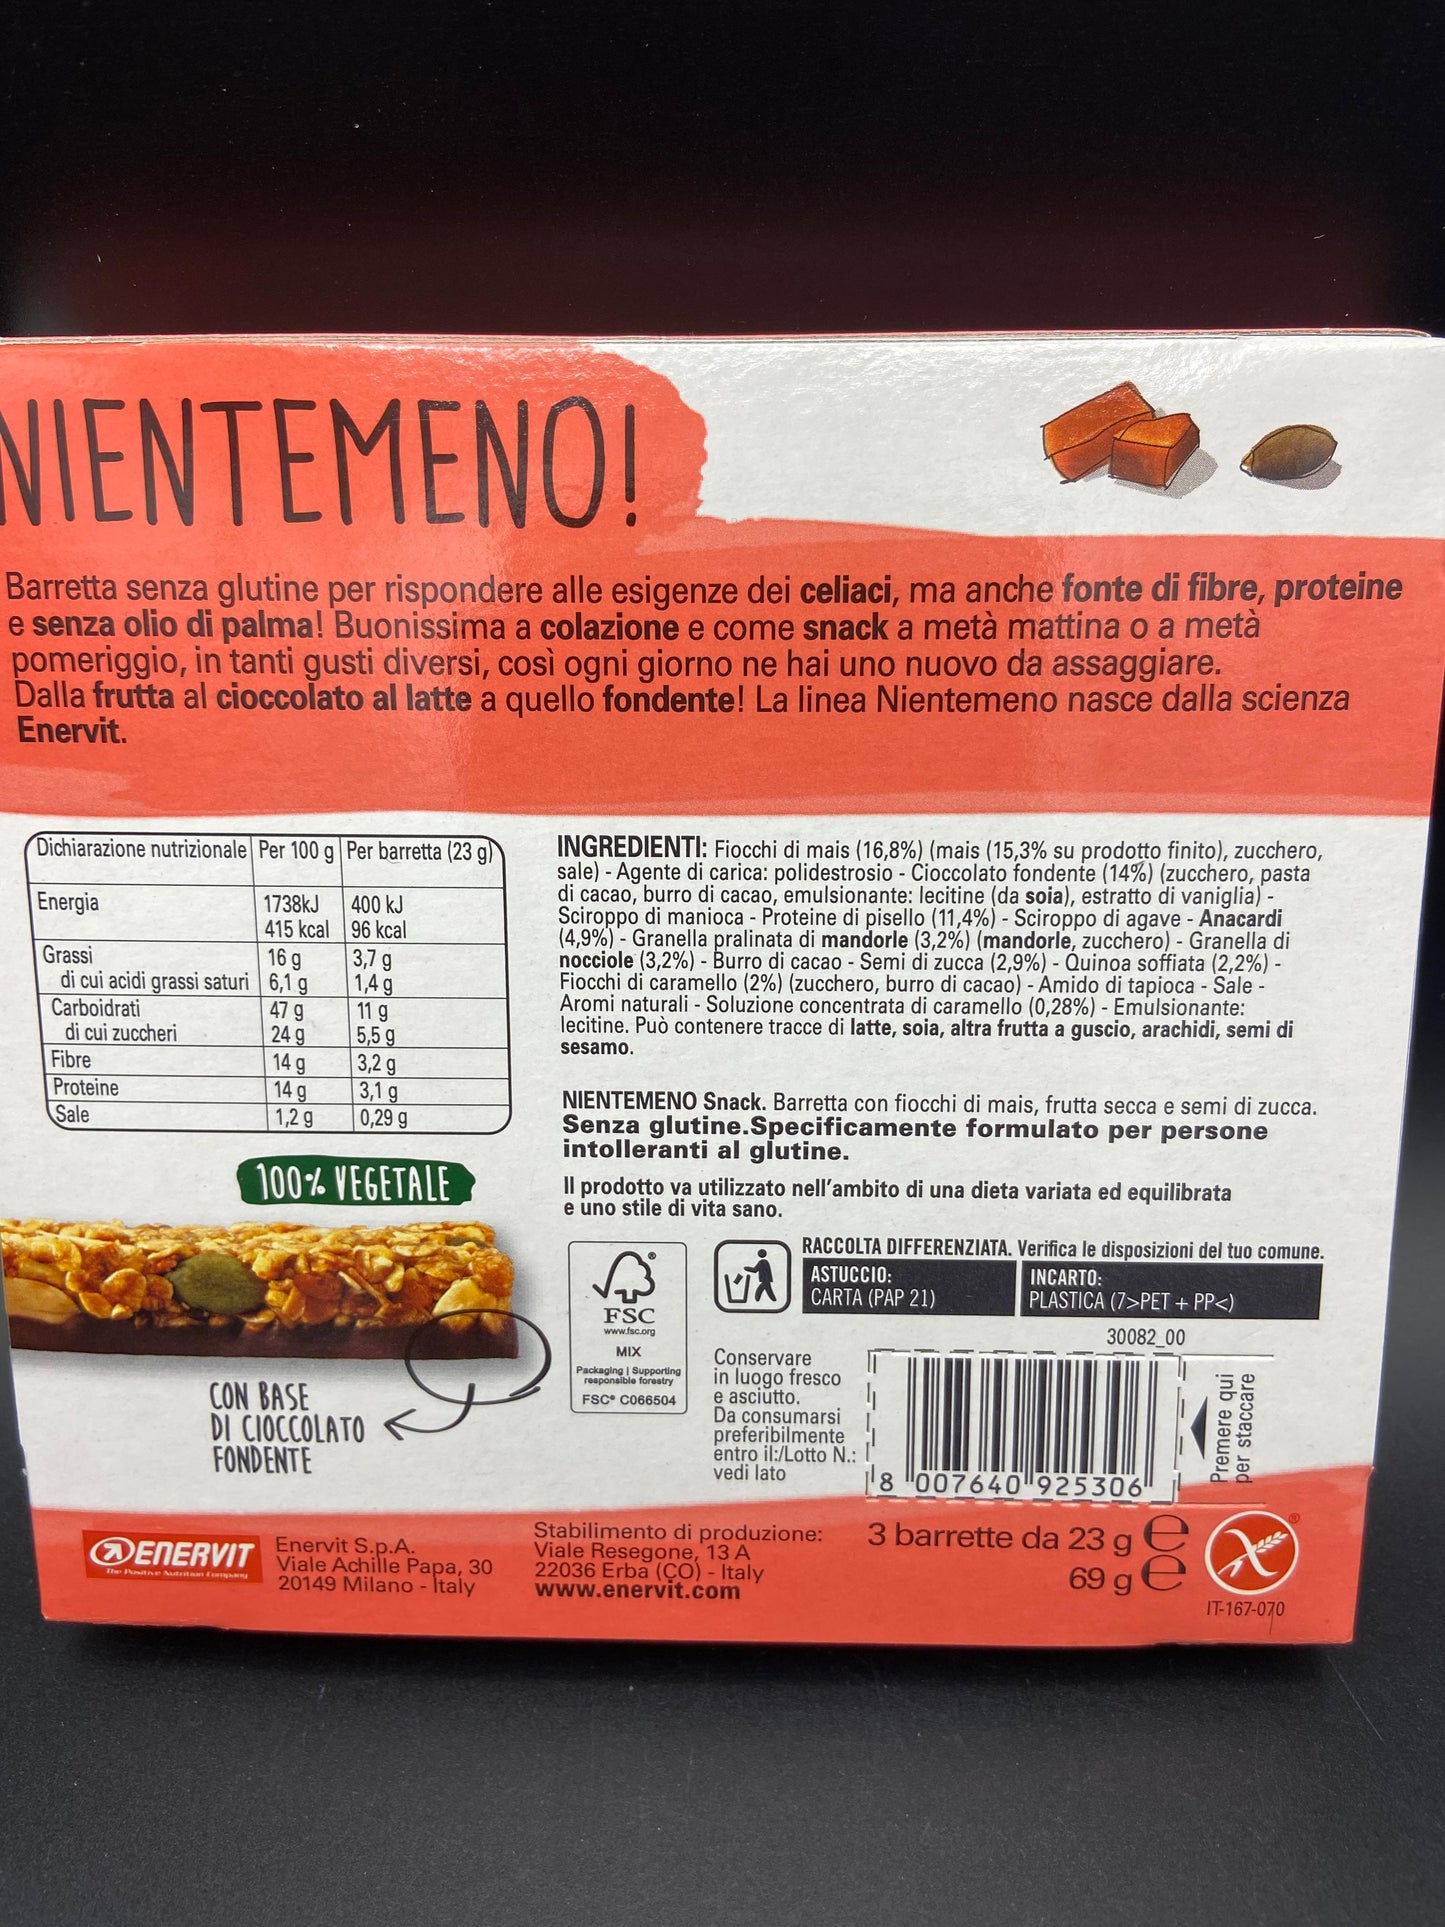 NIENTEMENO!
Barretta senza glutine per rispondere alle esigenze dei celiaci, ma anche fonte di fibre, proteine
e senza olio di palma! Buonissima a colazione e come snack a metà mattina o a metà
pomeriggio, in tanti gusti diversi, così ogni giorno ne hai uno nuovo da assaggiare.
Dalla frutta al cioccolato al latte a quello fondente! La linea Nientemeno nasce dalla scienza
Enervit.
Dichiarazione nutrizionale Per 100 g Per barretta (23 g)
Energia 1738kJ 400 kJ
415 kcal 96 kcal
Grassi 16 g 3,7 g
di cui acidi grassi saturi 6,1 g 1,4 g
Carboidrati 47 g 11 g
di cui zuccheri 24 g 5,5 g
Fibre 14 g 3,2 g
Proteine 14 g 3,1 g
Sale 1,2 g 0,29 g
100% VEGETALE
CON BASE
DI CIOCCOLATO
FONDENTE
INGREDIENTI: Fiocchi di mais (16,8%) (mais (15,3% su prodotto finito), zucchero,
sale) - Agente di carica: polidestrosio - Cioccolato fondente (14%) (zucchero, pasta
di cacao, burro di cacao, emulsionante: lecitine (da soia), estratto di vaniglia) -
Sciroppo di manioca - Proteine di pisello (11,4%) - Sciroppo di agave - Anacardi
(4,9%) - Granella pralinata di mandorle (3,2%) (mandorle, zucchero) - Granella di
nocciole (3,2%) - Burro di cacao - Semi di zucca (2,9%) - Quinoa soffiata (2,2%) -
Fiocchi di caramello (2%) (zucchero, burro di cacao) - Amido di tapioca - Sale -
Aromi naturali - Soluzione concentrata di caramello (0,28%) - Emulsionante:
lecitine. Può contenere tracce di latte, soia, altra frutta a guscio, arachidi, semi di
sesamo.
NIENTEMENO Snack. Barretta con fiocchi di mais, frutta secca e semi di zucca.
Senza glutine.Specificamente formulato per persone
intolleranti al glutine.
Il prodotto va utilizzato nell'ambito di una dieta variata ed equilibrata
e uno stile di vita sano.
FSC®
www.fsc.org
MIX
Packaging | Supporting
responsible forestry
FSC® C066504
RACCOLTA DIFFERENZIATA. Verifica le disposizioni del tuo comune.
ASTUCCIO:
CARTA (PAP 21)
INCARTO:
PLASTICA (7>PET + PP<)
30082_00
Conservare
in luogo fresco
e asciutto.
Da consumarsi
preferibilmente
entro il:/Lotto N.:
vedi lato
8 007640 925306
Premere qui
per staccare
ENERVIT
The Positive Nutrition Company
Enervit S.p.A.
Viale Achille Papa, 30
20149 Milano - Italy
Stabilimento di produzione:
Viale Resegone, 13 A
22036 Erba (CO) - Italy
www.enervit.com
3 barrette da 23 g e
69 g e
®
IT-167-070